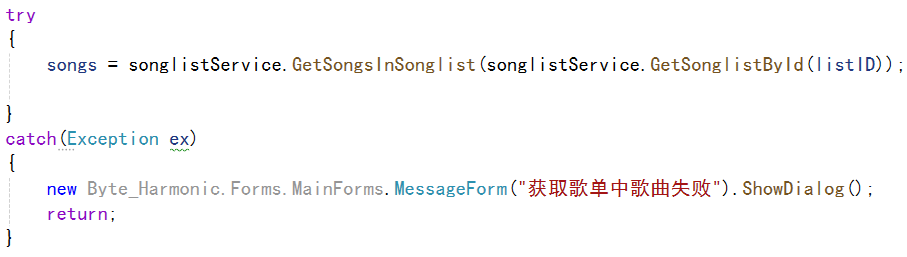 try
{
songs = songlistService.GetSongsInSonglist(songlistService.GetSonglistById(listID));
}
catch(Exception ex)
{
new Byte_Harmonic.Forms.MainForms.MessageForm("获取歌单中歌曲失败").ShowDialog();
return;
}